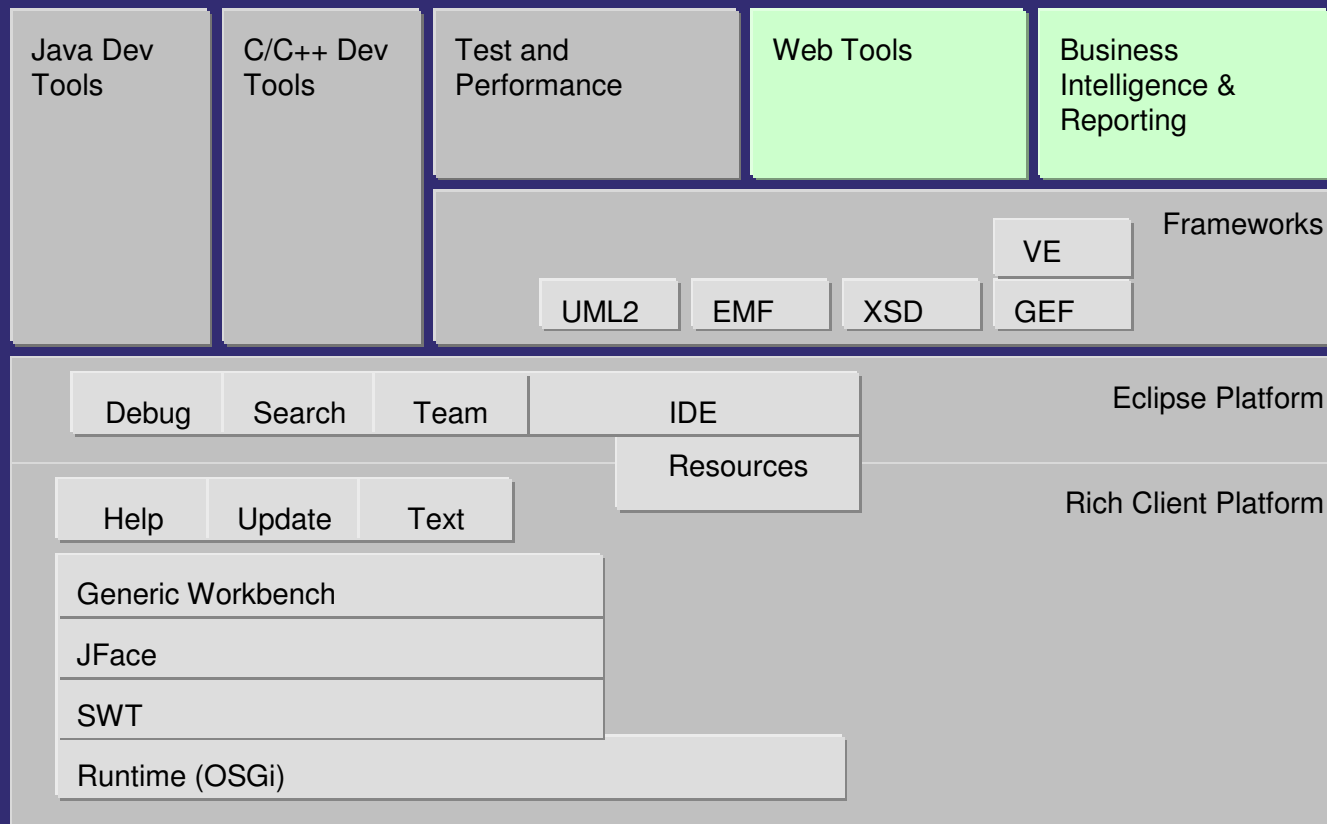 Java Dev
Tools
C/C++ Dev
Tools
Test and
Performance
Web Tools
Business
Intelligence &
Reporting
Frameworks
VE
UML2
EMF
XSD
GEF
Eclipse Platform
Debug
Search
Team
IDE
Resources
Rich Client Platform
Help
Update
Text
Generic Workbench
JFace
SWT
Runtime (OSGi)